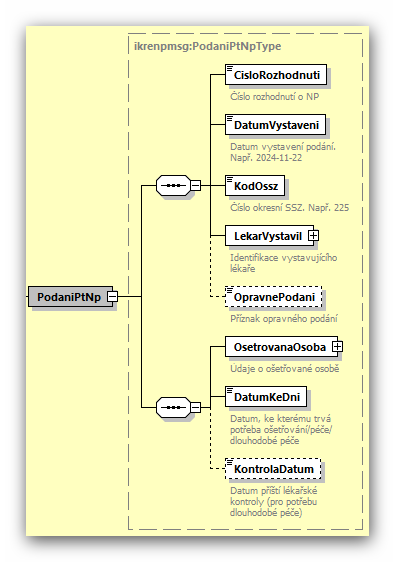 ikrenpmsg:PodaniPtNpType
CisloRozhodnuti
Číslo rozhodnutí o NP
DatumVystaveni
Datum vystavení podání.
Např. 2024-11-22
KodOssz
Číslo okresní SSZ. Např. 225
LekarVystavil
Identifikace vystavujícího
lékaře
OpravnePodani
Příznak opravného podání
PodaniPtNp
OsetrovanaOsoba
Údaje o ošetřované osobě
DatumKeDni
Datum, ke kterému trvá
potřeba ošetřování/péče/
dlouhodobé péče
KontrolaDatum
Datum příští lékařské
kontroly (pro potřebu
dlouhodobé péče)